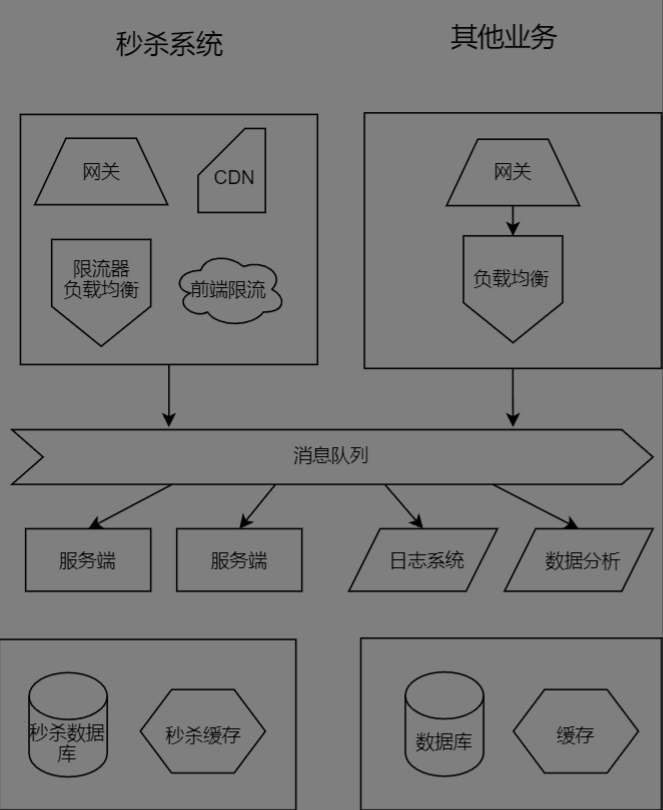 秒杀系统
其他业务
网关
CDN
网关
限流器
负载均衡
前端限流
负载均衡
消息队列
服务端
服务端
日志系统
数据分析
秒杀数据
库
秒杀缓存
数据库
缓存